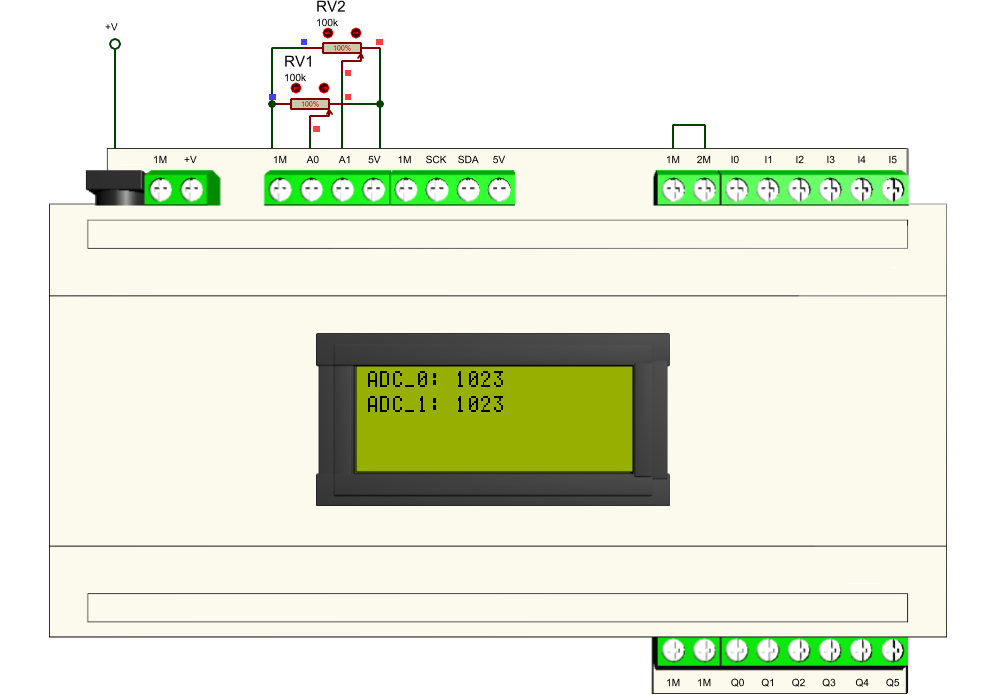 RV2
+V
100k
100%
RV1
100k
100%
1M +V 1M A0 A1 5V 1M SCK SDA 5V 1M 2M I0 I1 I2 I3 I4 I5
ADC_0: 1023
ADC_1: 1023
1M 1M Q0 Q1 Q2 Q3 Q4 Q5